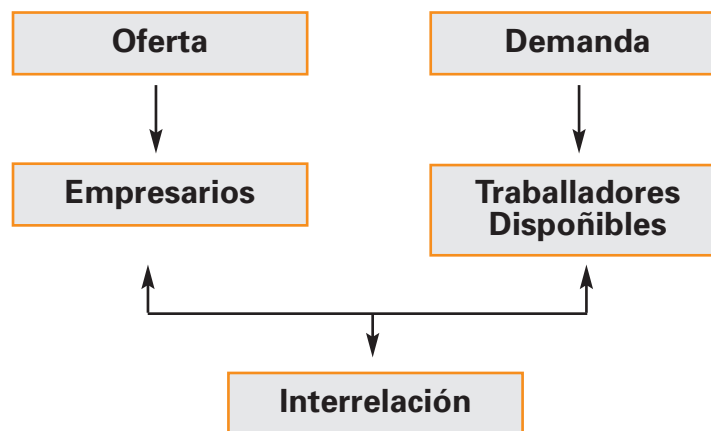 Oferta
Demanda
Empresarios
Traballadores
Dispoñibles
Interrelación